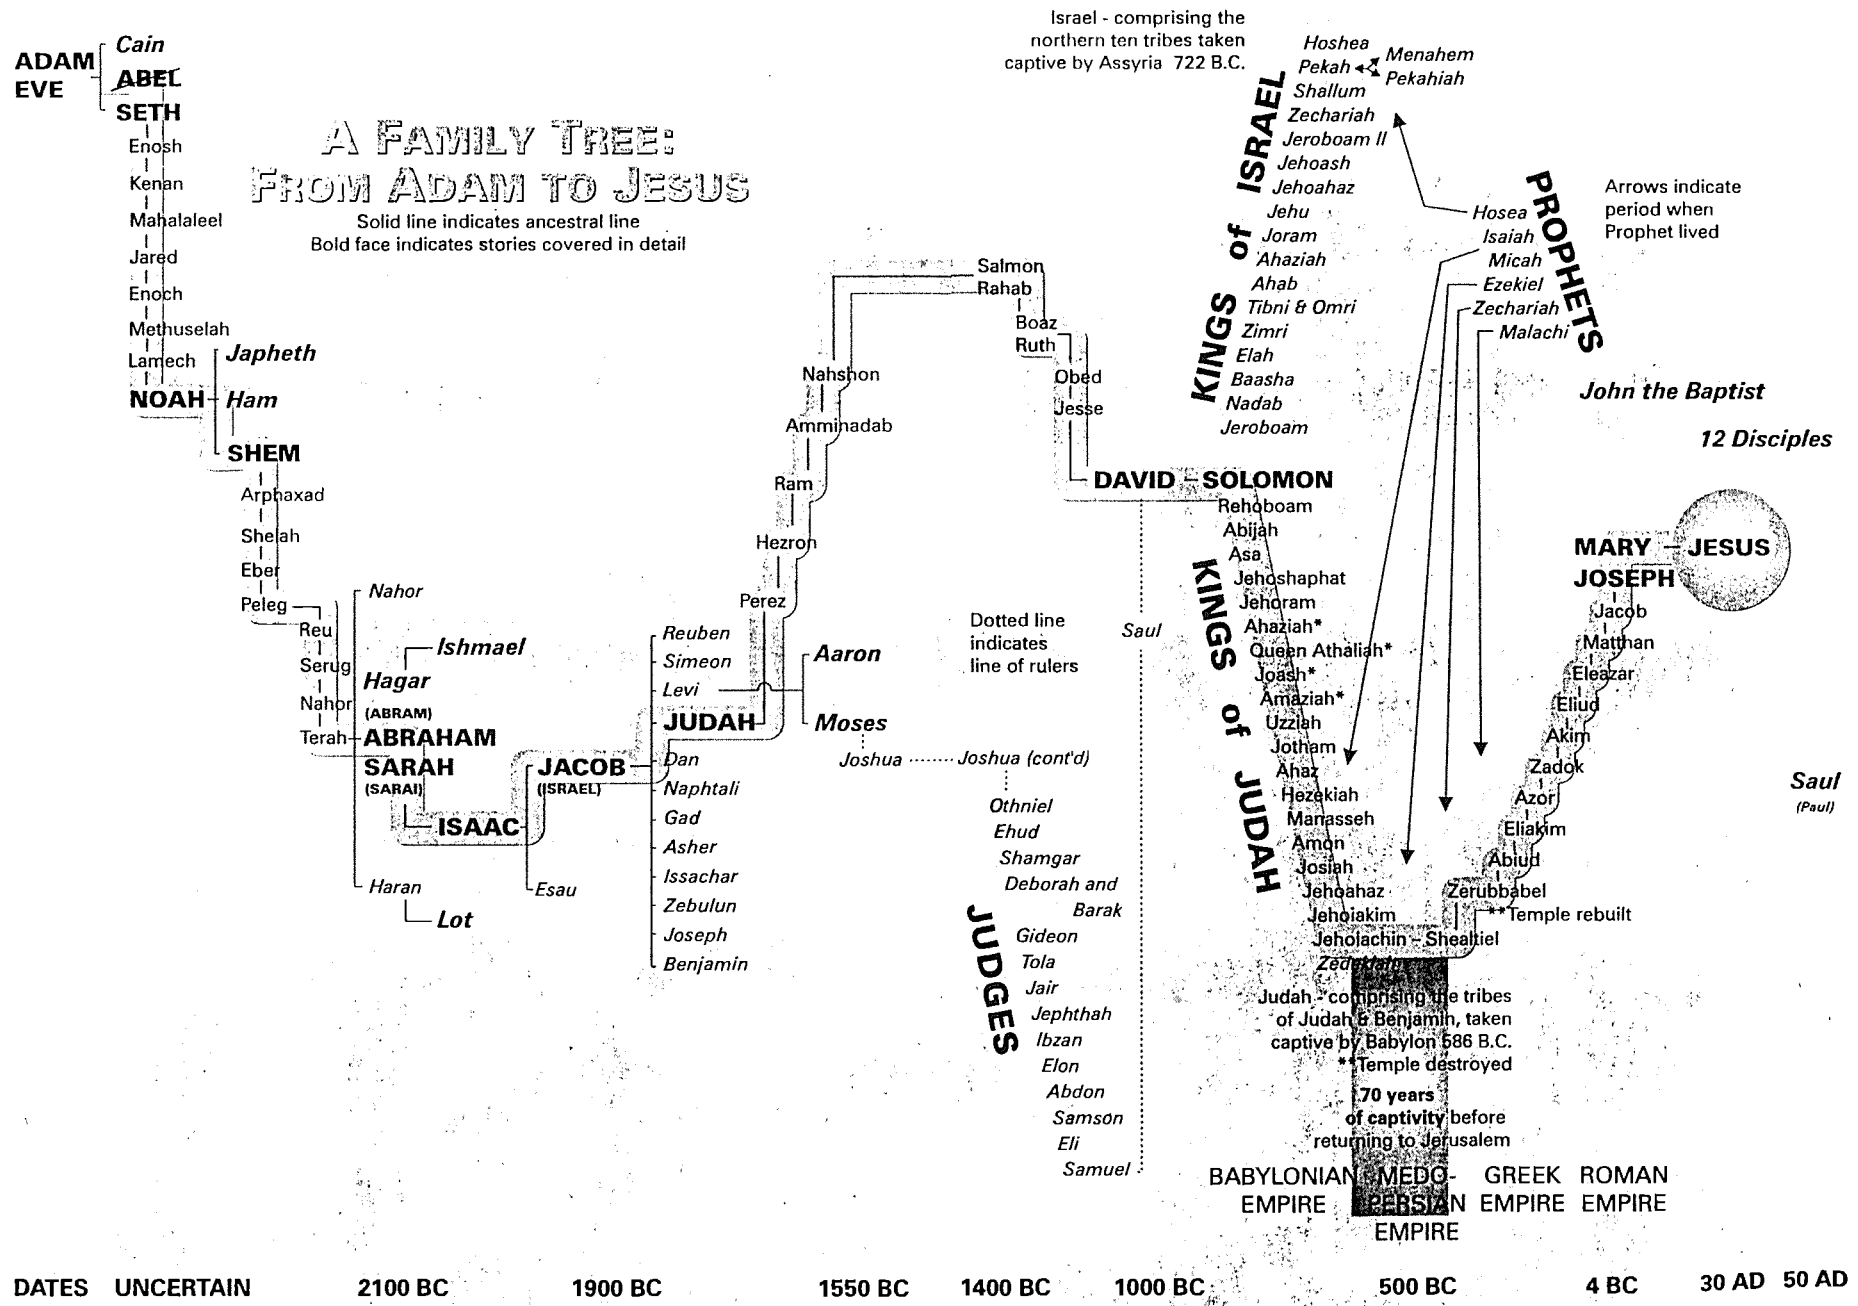 ADAM
EVE
Cain
ABEL
SETH
Enosh
Kenan
Mahalaleel
Jared
Enoch
Methuselah
Lamech
NOAH
Japheth
Ham
SHEM
Arphaxad
Shelah
Eber
Peleg
Reu
Serug
Nahor
Terah
A FAMILY TREE:
FROM ADAM TO JESUS
Solid line indicates ancestral line
Bold face indicates stories covered in detail
Nahor
Ishmael
Hagar
(ABRAM)
ABRAHAM
SARAH
(SARAI)
ISAAC
Haran
Lot
JACOB
(ISRAEL)
Esau
Reuben
Simeon
Levi
JUDAH
Dan
Naphtali
Gad
Asher
Issachar
Zebulun
Joseph
Benjamin
Aaron
Moses
Joshua
Joshua (cont'd)
Perez
Hezron
Ram
Amminadab
Nahshon
Salmon
Rahab
Boaz
Ruth
Obed
Jesse
DAVID
SOLOMON
Dotted line
indicates
line of rulers
Saul
JUDGES
Othniel
Ehud
Shamgar
Deborah and
Barak
Gideon
Tola
Jair
Jephthah
Ibzan
Elon
Abdon
Samson
Eli
Samuel
Israel - comprising the
northern ten tribes taken
captive by Assyria 722 B.C.
KINGS of ISRAEL
Hoshea
Pekah
Menahem
Pekahiah
Shallum
Zechariah
Jeroboam II
Jehoash
Jehoahaz
Jehu
Joram
Ahaziah
Ahab
Tibni & Omri
Zimri
Elah
Baasha
Nadab
Jeroboam
PROPHETS
Hosea
Isaiah
Micah
Ezekiel
Zechariah
Malachi
Arrows indicate
period when
Prophet lived
KINGS of JUDAH
Rehoboam
Abijah
Asa
Jehoshaphat
Jehoram
Ahaziah*
Queen Athaliah*
Joash*
Amaziah*
Uzziah
Jotham
Ahaz
Hezekiah
Manasseh
Amon
Josiah
Jehoahaz
Jehoiakim
Jehoiachin
Shealtiel
Zedekiah
Zerubbabel
**Temple rebuilt
Abiud
Eliakim
Azor
Zadok
Akim
Eliud
Eleazar
Matthan
Jacob
MARY
JOSEPH
JESUS
John the Baptist
12 Disciples
Saul
(Paul)
Judah - comprising the tribes
of Judah & Benjamin, taken
captive by Babylon 586 B.C.
**Temple destroyed
70 years
of captivity before
returning to Jerusalem
BABYLONIAN
EMPIRE
MEDO-
PERSIAN
EMPIRE
GREEK
EMPIRE
ROMAN
EMPIRE
DATES UNCERTAIN
2100 BC
1900 BC
1550 BC
1400 BC
1000 BC
500 BC
4 BC
30 AD
50 AD